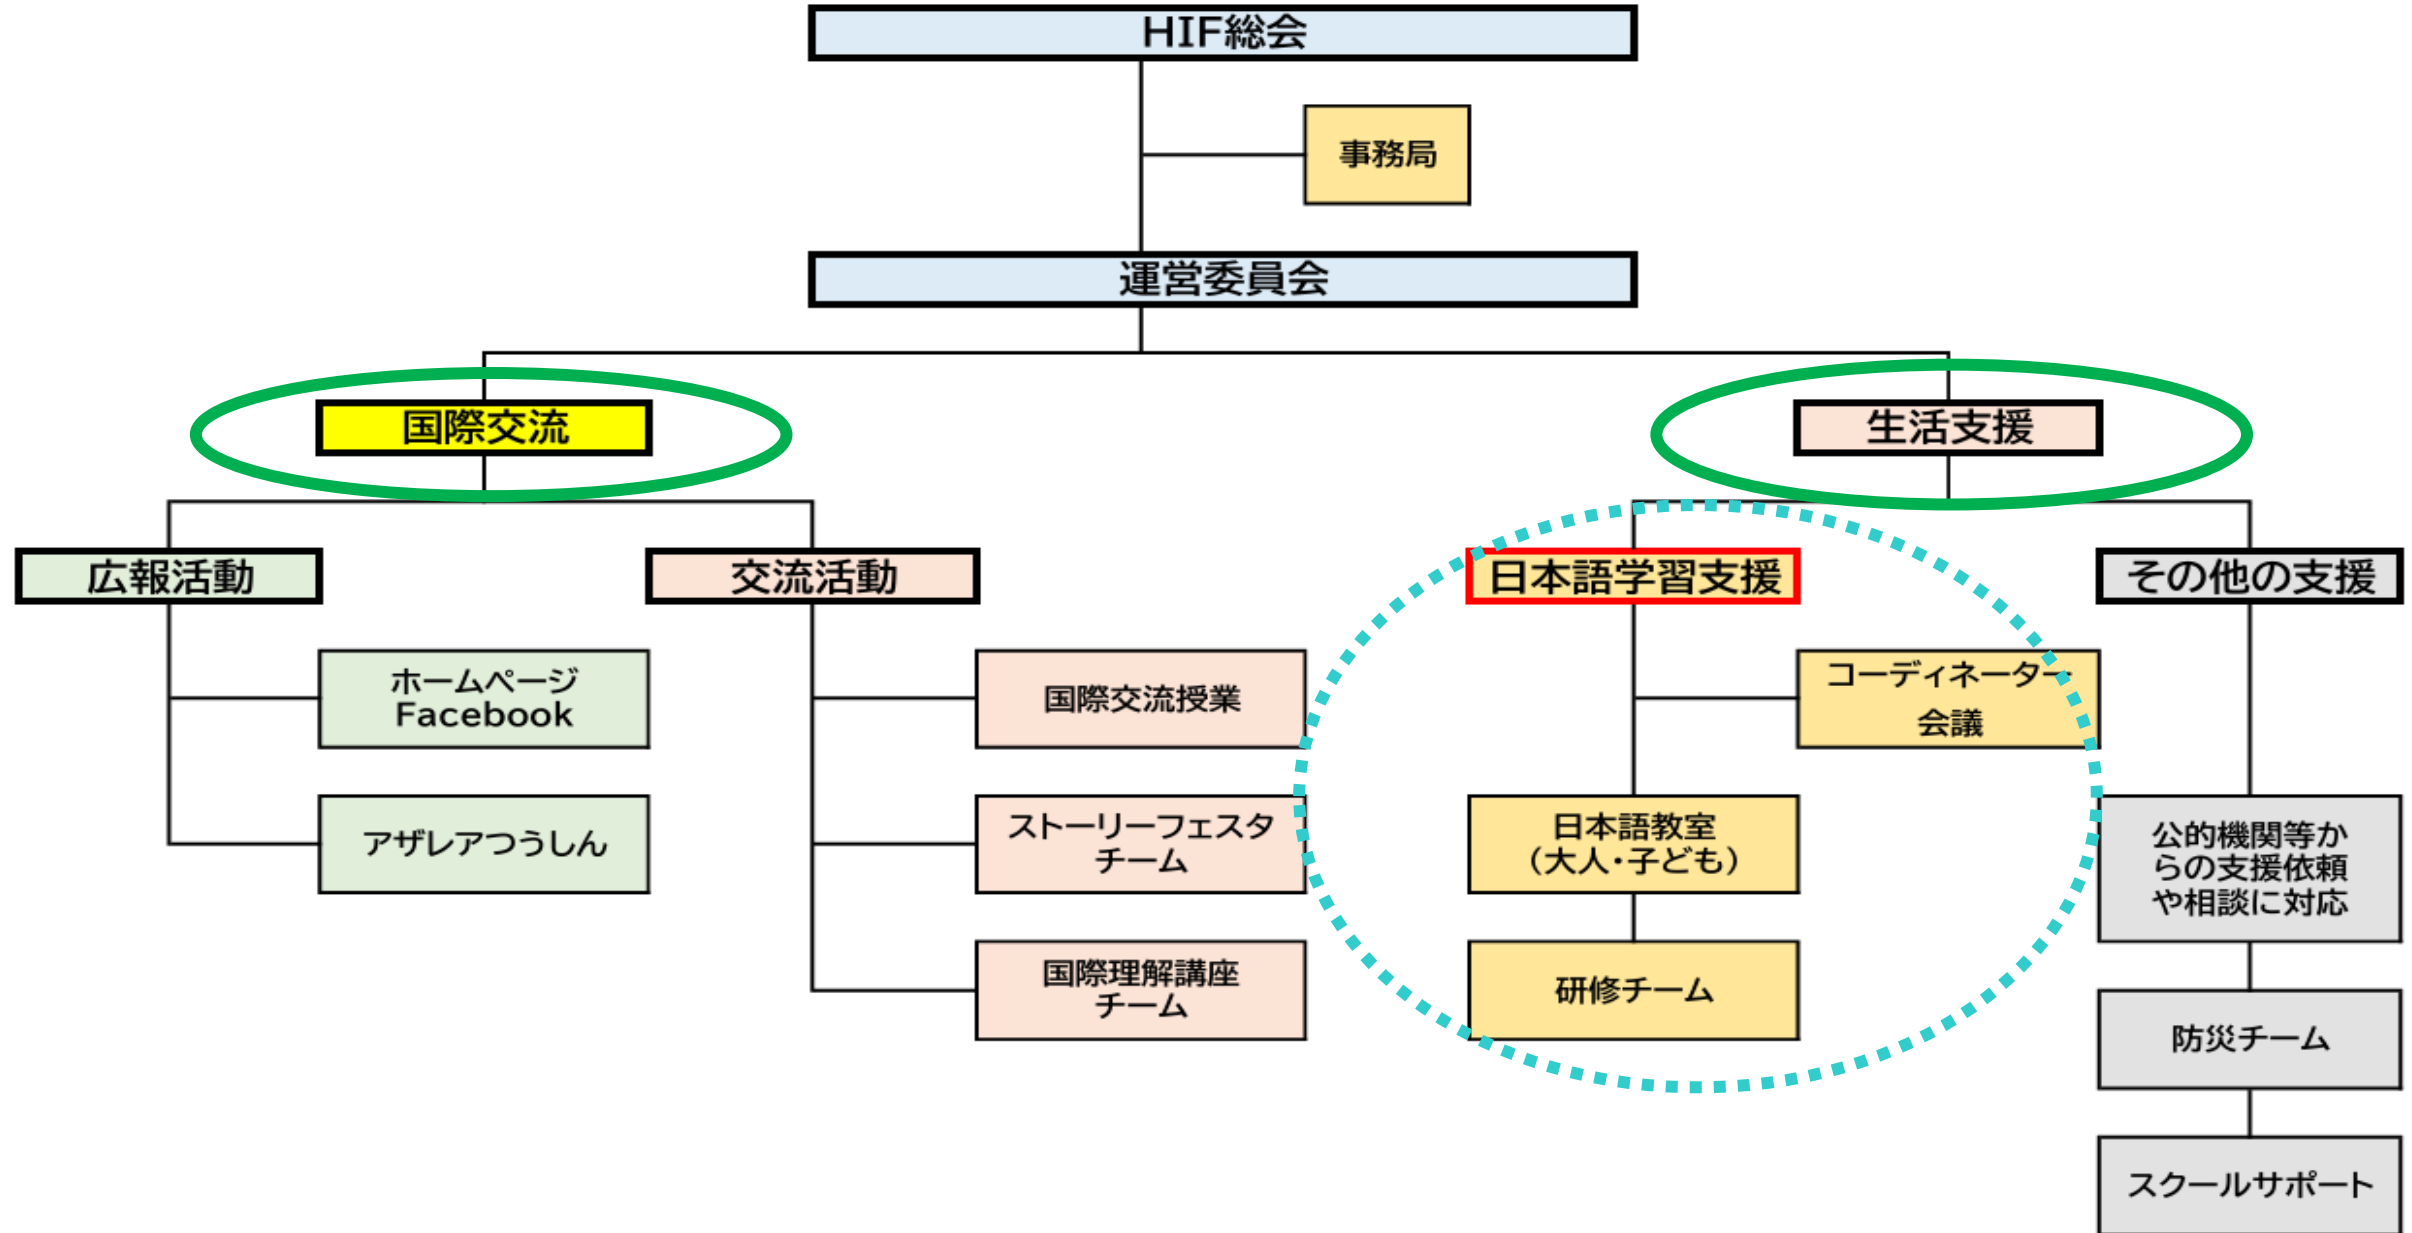 HIF総会
事務局
運営委員会
国際交流
生活支援
広報活動
交流活動
日本語学習支援
その他の支援
ホームページ
Facebook
アザレアつうしん
国際交流授業
ストーリーフェスタ
チーム
国際理解講座
チーム
コーディネーター
会議
日本語教室
（大人・子ども）
研修チーム
公的機関等か
らの支援依頼
や相談に対応
防災チーム
スクールサポート